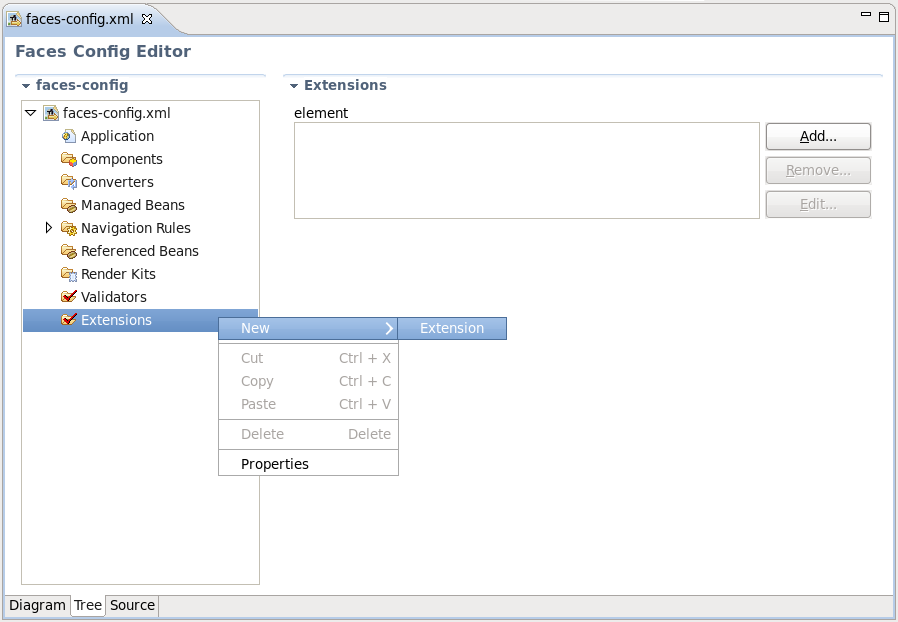 faces-config.xml
Faces Config Editor
faces-config
faces-config.xml
Application
Components
Converters
Managed Beans
Navigation Rules
Referenced Beans
Render Kits
Validators
Extensions
Extensions
element
Add...
Remove...
Edit...
New
Extension
Cut Ctrl + X
Copy Ctrl + C
Paste Ctrl + V
Delete Delete
Properties
Diagram Tree Source